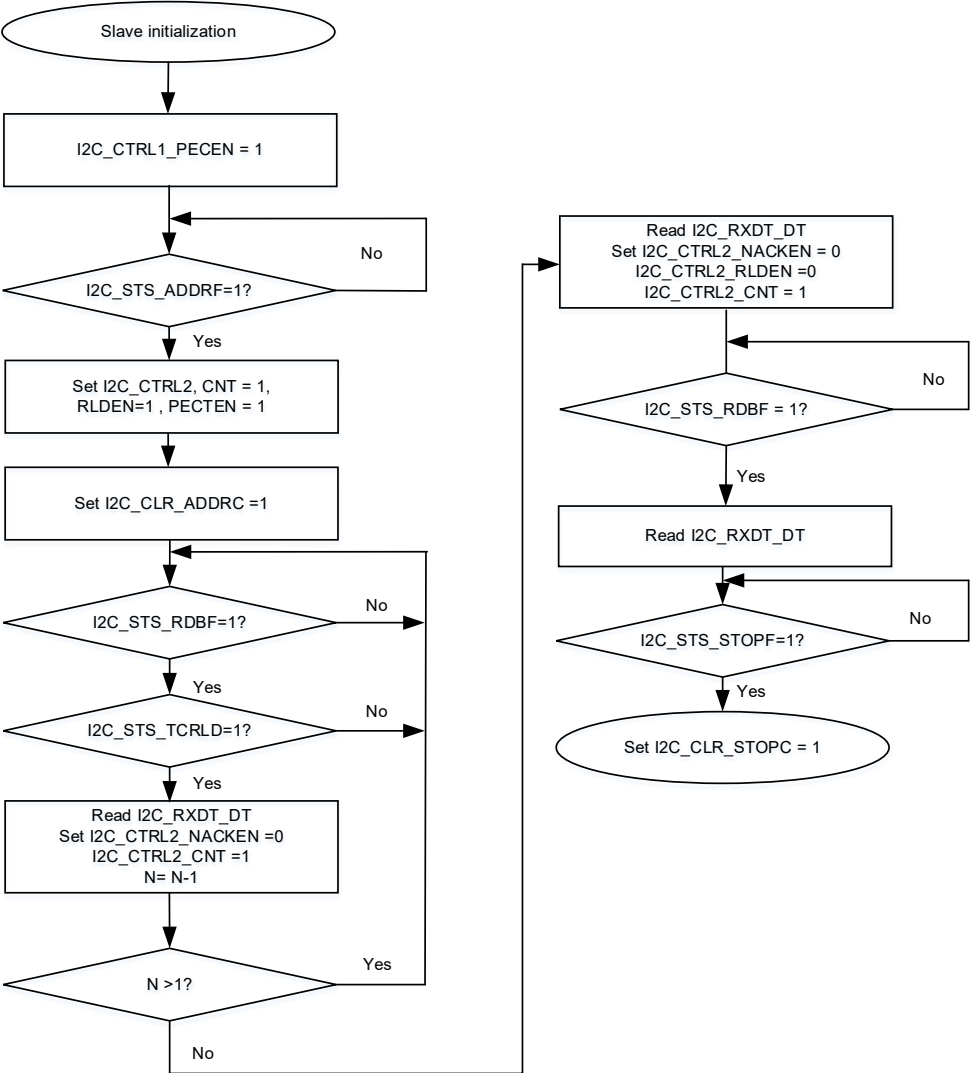 Slave initialization
I2C_CTRL1_PECEN = 1
No
I2C_STS_ADDRF=1?
Yes
Set I2C_CTRL2, CNT = 1,
RLDEN=1 , PECTEN = 1
Set I2C_CLR_ADDRC =1
No
I2C_STS_RDBF=1?
Yes
No
I2C_STS_TCRLD=1?
Yes
Read I2C_RXDT_DT
Set I2C_CTRL2_NACKEN =0
I2C_CTRL2_CNT =1
N= N-1
Yes
N >1?
No
Read I2C_RXDT_DT
Set I2C_CTRL2_NACKEN = 0
I2C_CTRL2_RLDEN =0
I2C_CTRL2_CNT = 1
No
I2C_STS_RDBF = 1?
Yes
Read I2C_RXDT_DT
No
I2C_STS_STOPF=1?
Yes
Set I2C_CLR_STOPC = 1